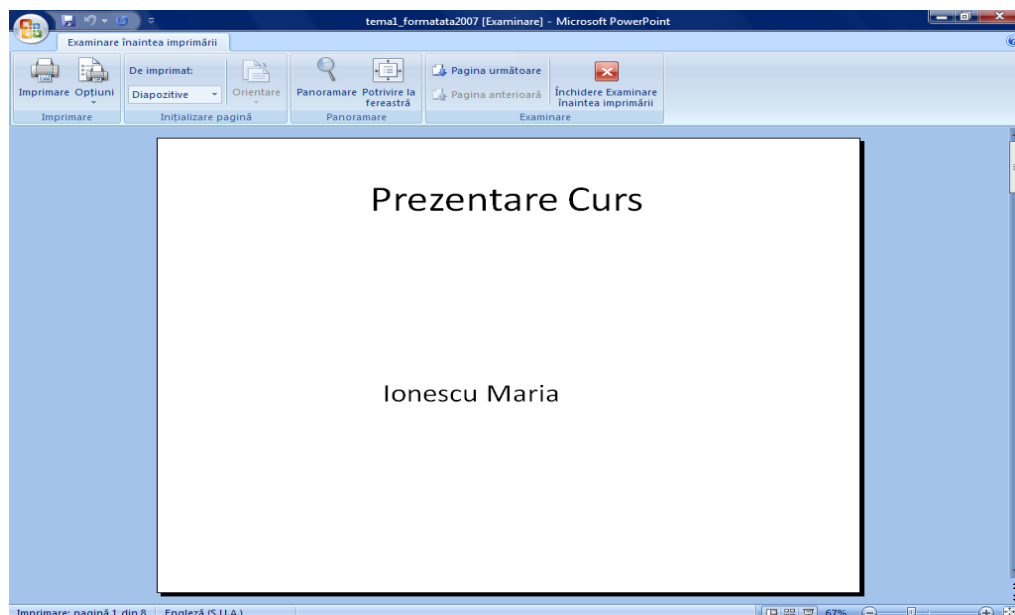 tema1_formatata2007 [Examinare] - Microsoft PowerPoint
Examinare înaintea imprimării
Imprimare Opțiuni
De imprimat:
Diapozitive
Orientare
Panoramare Potrivire la fereastră
Pagina următoare
Pagina anterioară
Închidere Examinare înaintea imprimării
Imprimare
Inițializare pagină
Panoramare
Examinare
Prezentare Curs
Ionescu Maria
Imprimare: pagină 1 din 8 Engleză (S.U.A.) 67%